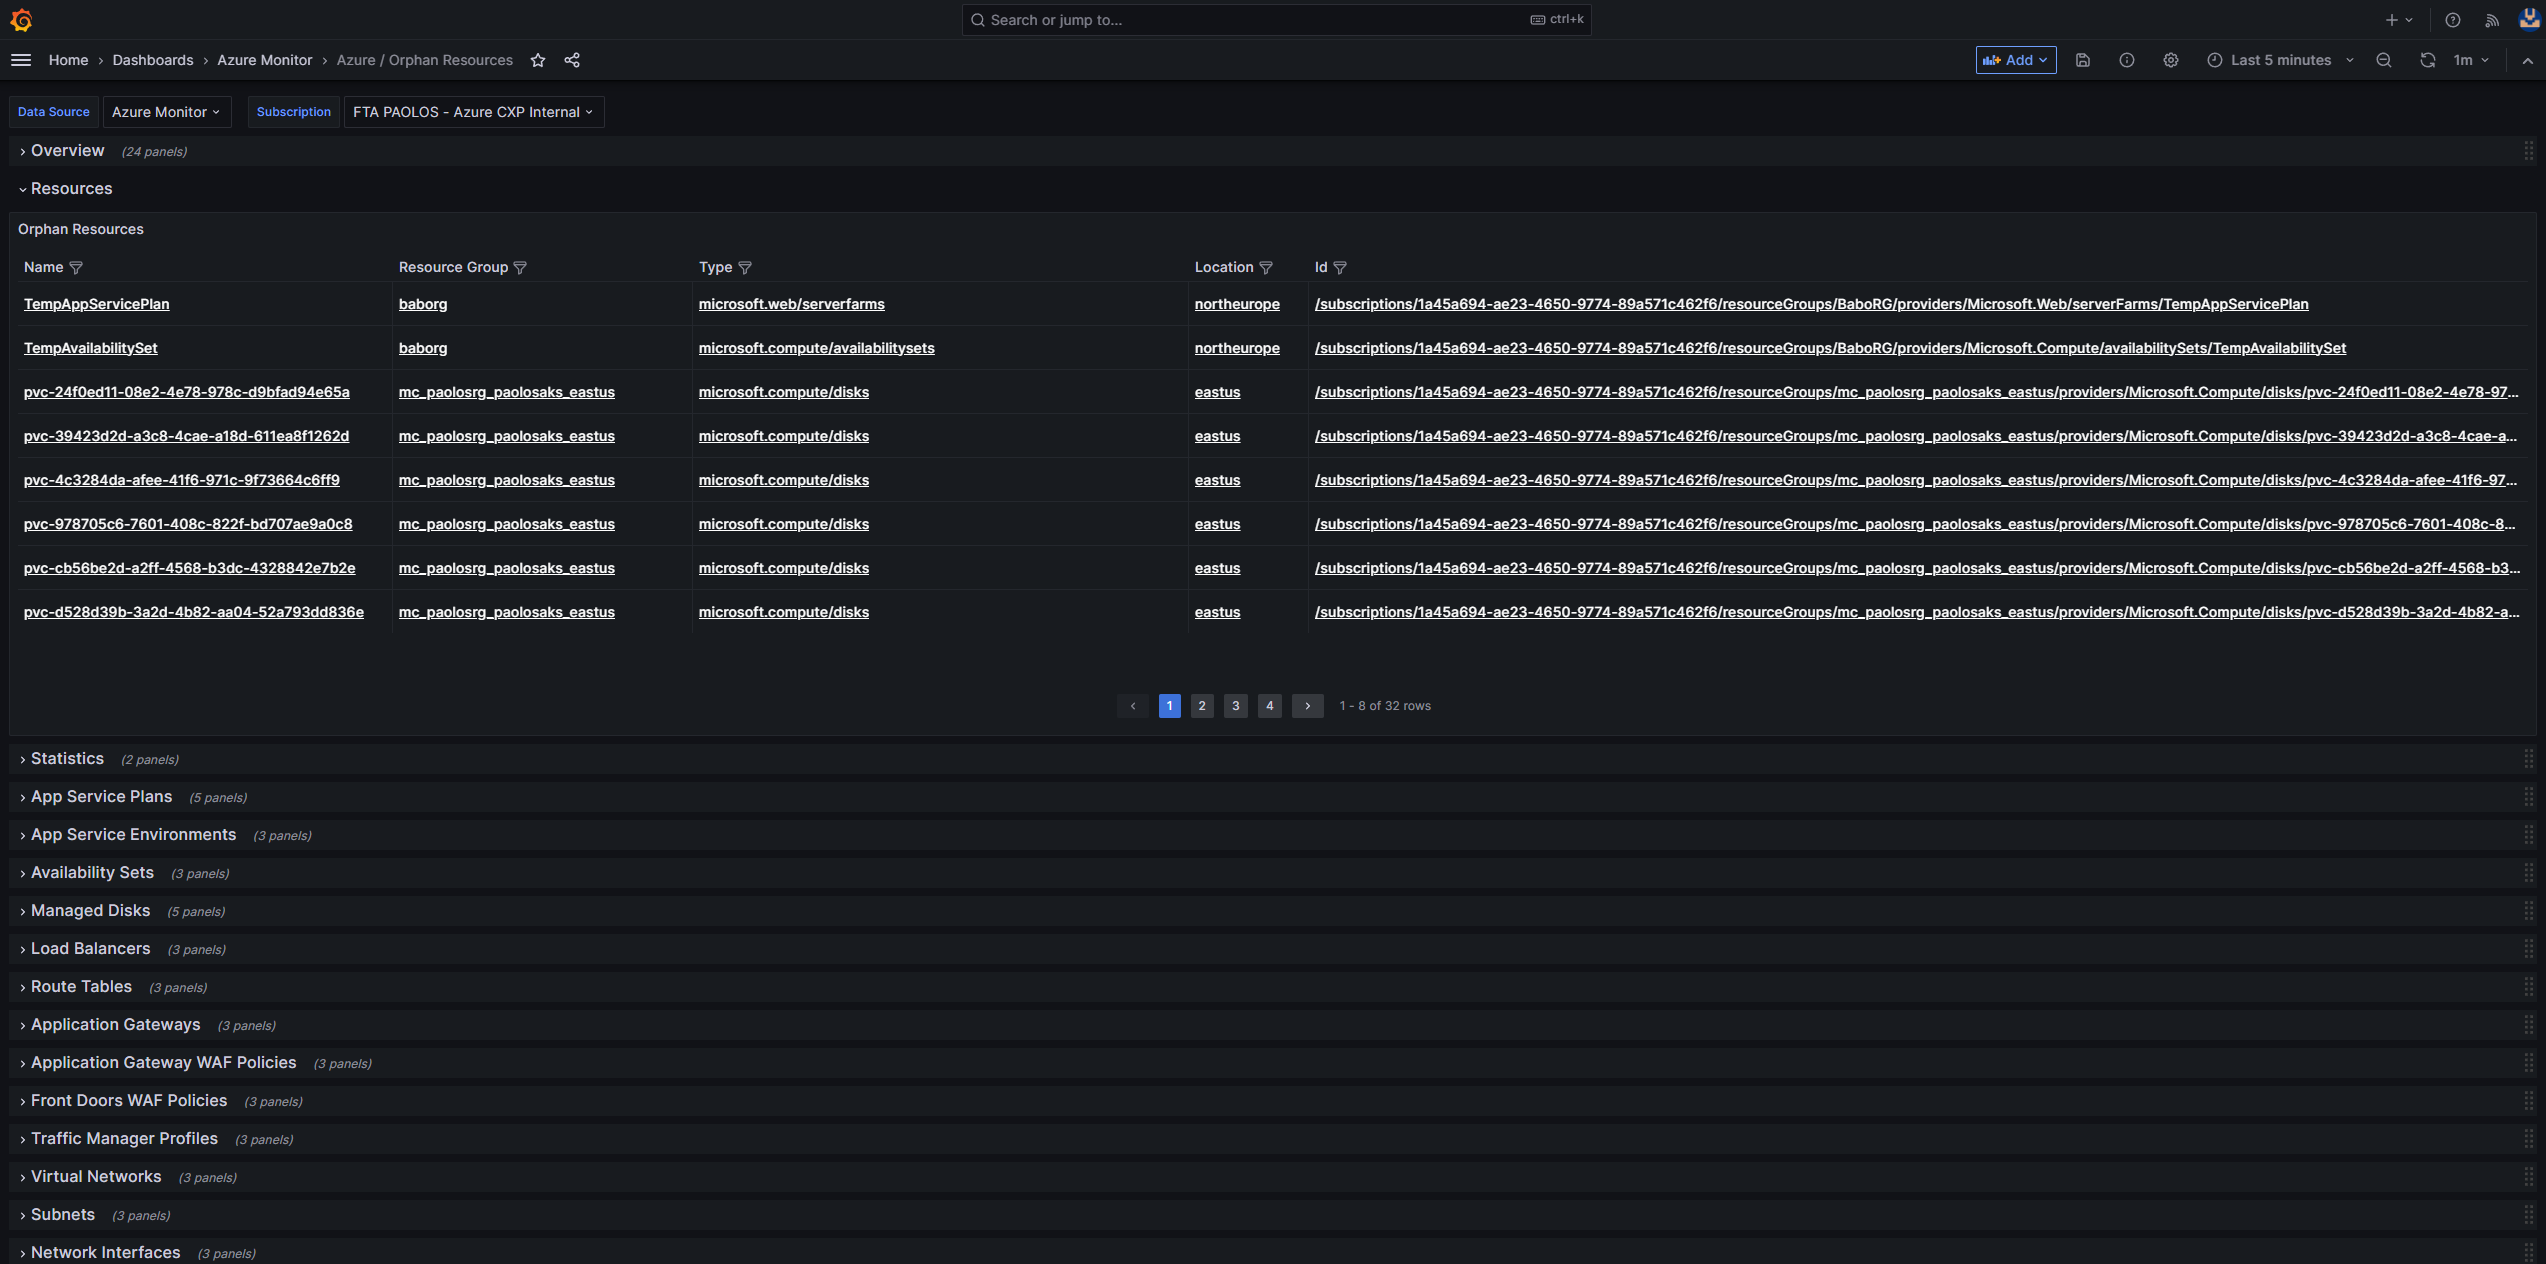 Search or jump to... ctrl+k
Home › Dashboards › Azure Monitor › Azure / Orphan Resources Add Last 5 minutes 1m
Data Source Azure Monitor Subscription FTA PAOLOS - Azure CXP Internal
Overview (24 panels)
Resources
Orphan Resources
Name Resource Group Type Location Id
TempAppServicePlan baborg microsoft.web/serverfarms northeurope /subscriptions/1a45a694-ae23-4650-9774-89a571c462f6/resourceGroups/BaboRG/providers/Microsoft.Web/serverFarms/TempAppServicePlan
TempAvailabilitySet baborg microsoft.compute/availabilitysets northeurope /subscriptions/1a45a694-ae23-4650-9774-89a571c462f6/resourceGroups/BaboRG/providers/Microsoft.Compute/availabilitySets/TempAvailabilitySet
pvc-24f0ed11-08e2-4e78-978c-d9bfad94e65a mc_paolosrg_paolosaks_eastus microsoft.compute/disks eastus /subscriptions/1a45a694-ae23-4650-9774-89a571c462f6/resourceGroups/mc_paolosrg_paolosaks_eastus/providers/Microsoft.Compute/disks/pvc-24f0ed11-08e2-4e78-97...
pvc-39423d2d-a3c8-4cae-a18d-611ea8f1262d mc_paolosrg_paolosaks_eastus microsoft.compute/disks eastus /subscriptions/1a45a694-ae23-4650-9774-89a571c462f6/resourceGroups/mc_paolosrg_paolosaks_eastus/providers/Microsoft.Compute/disks/pvc-39423d2d-a3c8-4cae-a...
pvc-4c3284da-afee-41f6-971c-9f73664c6ff9 mc_paolosrg_paolosaks_eastus microsoft.compute/disks eastus /subscriptions/1a45a694-ae23-4650-9774-89a571c462f6/resourceGroups/mc_paolosrg_paolosaks_eastus/providers/Microsoft.Compute/disks/pvc-4c3284da-afee-41f6-97...
pvc-978705c6-7601-408c-822f-bd707ae9a0c8 mc_paolosrg_paolosaks_eastus microsoft.compute/disks eastus /subscriptions/1a45a694-ae23-4650-9774-89a571c462f6/resourceGroups/mc_paolosrg_paolosaks_eastus/providers/Microsoft.Compute/disks/pvc-978705c6-7601-408c-8...
pvc-cb56be2d-a2ff-4568-b3dc-4328842e7b2e mc_paolosrg_paolosaks_eastus microsoft.compute/disks eastus /subscriptions/1a45a694-ae23-4650-9774-89a571c462f6/resourceGroups/mc_paolosrg_paolosaks_eastus/providers/Microsoft.Compute/disks/pvc-cb56be2d-a2ff-4568-b3...
pvc-d528d39b-3a2d-4b82-aa04-52a793dd836e mc_paolosrg_paolosaks_eastus microsoft.compute/disks eastus /subscriptions/1a45a694-ae23-4650-9774-89a571c462f6/resourceGroups/mc_paolosrg_paolosaks_eastus/providers/Microsoft.Compute/disks/pvc-d528d39b-3a2d-4b82-a...
1 2 3 4 1 - 8 of 32 rows
Statistics (2 panels)
App Service Plans (5 panels)
App Service Environments (3 panels)
Availability Sets (3 panels)
Managed Disks (5 panels)
Load Balancers (3 panels)
Route Tables (3 panels)
Application Gateways (3 panels)
Application Gateway WAF Policies (3 panels)
Front Doors WAF Policies (3 panels)
Traffic Manager Profiles (3 panels)
Virtual Networks (3 panels)
Subnets (3 panels)
Network Interfaces (3 panels)